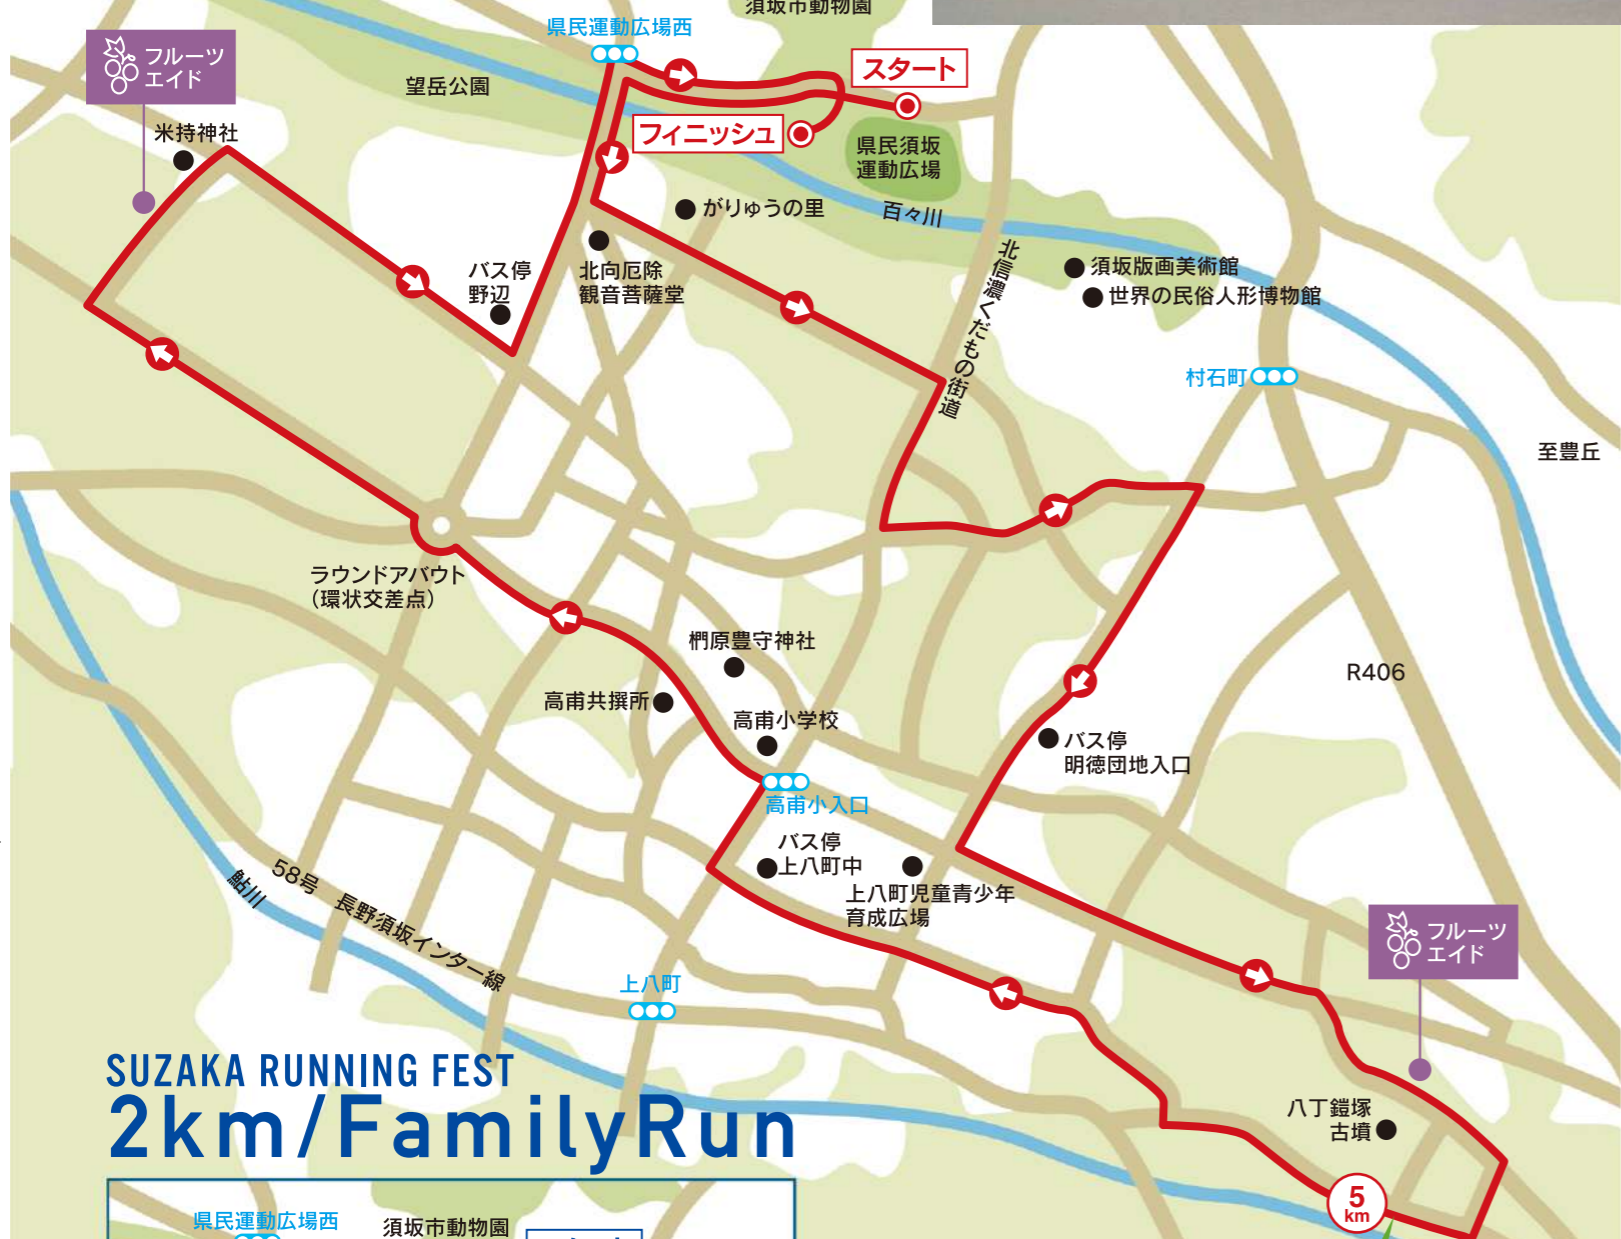 須坂市動物園
県民運動広場西
フルーツ
エイド
望岳公園
スタート
フィニッシュ
米持神社
県民須坂
運動広場
がりゅうの里
百々川
バス停
野辺
北向厄除
観音菩薩堂
北信濃くだもの街道
須坂版画美術館
世界の民俗人形博物館
村石町
至豊丘
ラウンドアバウト
（環状交差点）
椚原豊守神社
高甫共撰所
高甫小学校
R406
バス停
明徳団地入口
高甫小入口
バス停
上八町中
上八町児童青少年
育成広場
58号 長野須坂インター線
鮎川
フルーツ
エイド
上八町
SUZAKA RUNNING FEST
2km/FamilyRun
八丁鎧塚
古墳
5
km
県民運動広場西
須坂市動物園